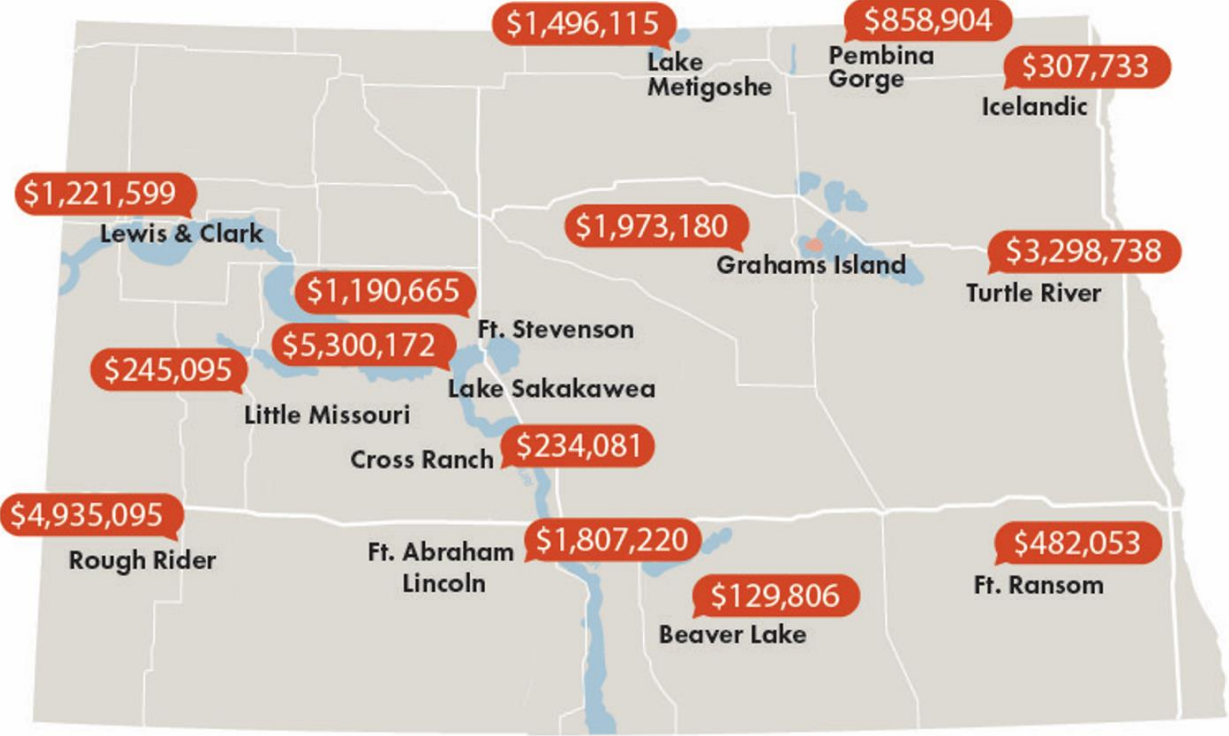 $1,496,115
Lake
Metigoshe
$858,904
Pembina
Gorge
$307,733
Icelandic
$1,221,599
Lewis & Clark
$1,973,180
Grahams Island
$3,298,738
Turtle River
$1,190,665
Ft. Stevenson
$5,300,172
Lake Sakakawea
$245,095
Little Missouri
Cross Ranch
$234,081
$4,935,095
Rough Rider
Ft. Abraham
Lincoln
$1,807,220
$482,053
Ft. Ransom
$129,806
Beaver Lake